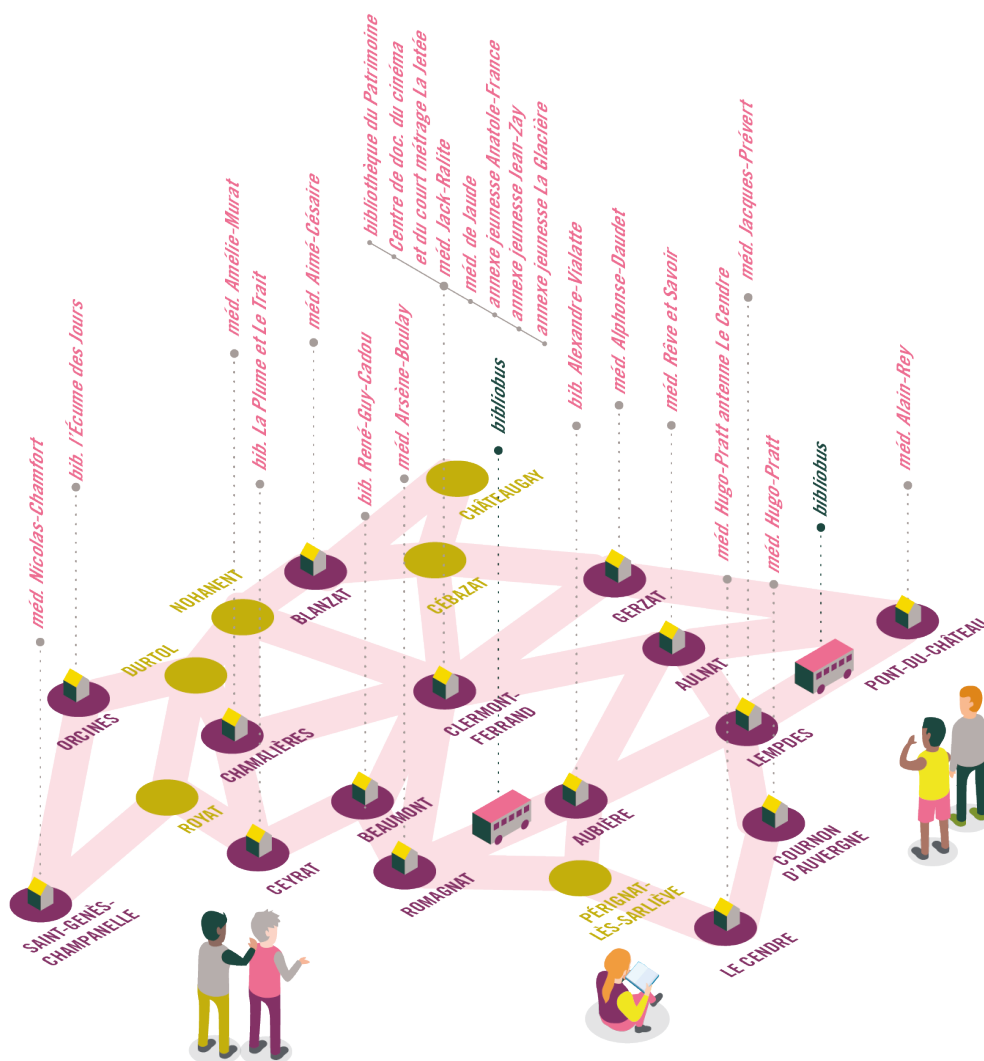 méd. Nicolas-Chamfort
bib. l'Écume des Jours
méd. Amélie-Murat
bib. La Plume et Le Trait
méd. Aimé-Césaire
bib. René-Guy-Cadou
méd. Arsène-Boulay
bibliothèque du Patrimoine
Centre de doc. du cinéma
et du court métrage La Jetée
méd. Jack-Ralite
méd. de Jaude
annexe jeunesse Anatole-France
annexe jeunesse Jean-Zay
annexe jeunesse La Glacière
bibliobus
bib. Alexandre-Vialatte
méd. Alphonse-Daudet
méd. Rêve et Savoir
méd. Hugo-Pratt antenne Le Cendre
méd. Jacques-Prévert
méd. Hugo-Pratt
bibliobus
méd. Alain-Rey
CHÂTEAUGAY
NOHANENT
BLANZAT
CÉBAZAT
GERZAT
DURTOL
PONT-DU-CHÂTEAU
ORCINES
CHAMALIÈRES
CLERMONT-
FERRAND
AULNAT
LEMPDES
ROYAT
CEYRAT
BEAUMONT
ROMAGNAT
AUBIÈRE
COURNON
D'AUVERGNE
PÉRIGNAT-
LÈS-SARLIÈVE
SAINT-GENÈS-
CHAMPANELLE
LE CENDRE